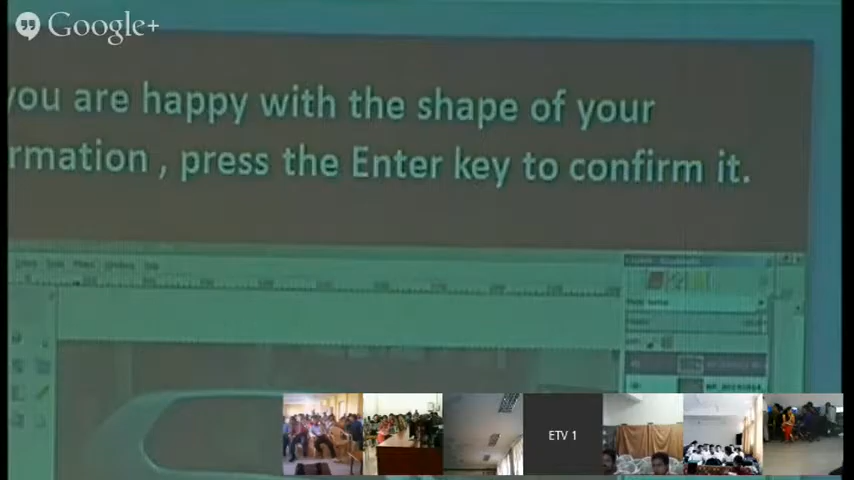 Google+
you are happy with the shape of your
rmation , press the Enter key to confirm it.
ETV 1